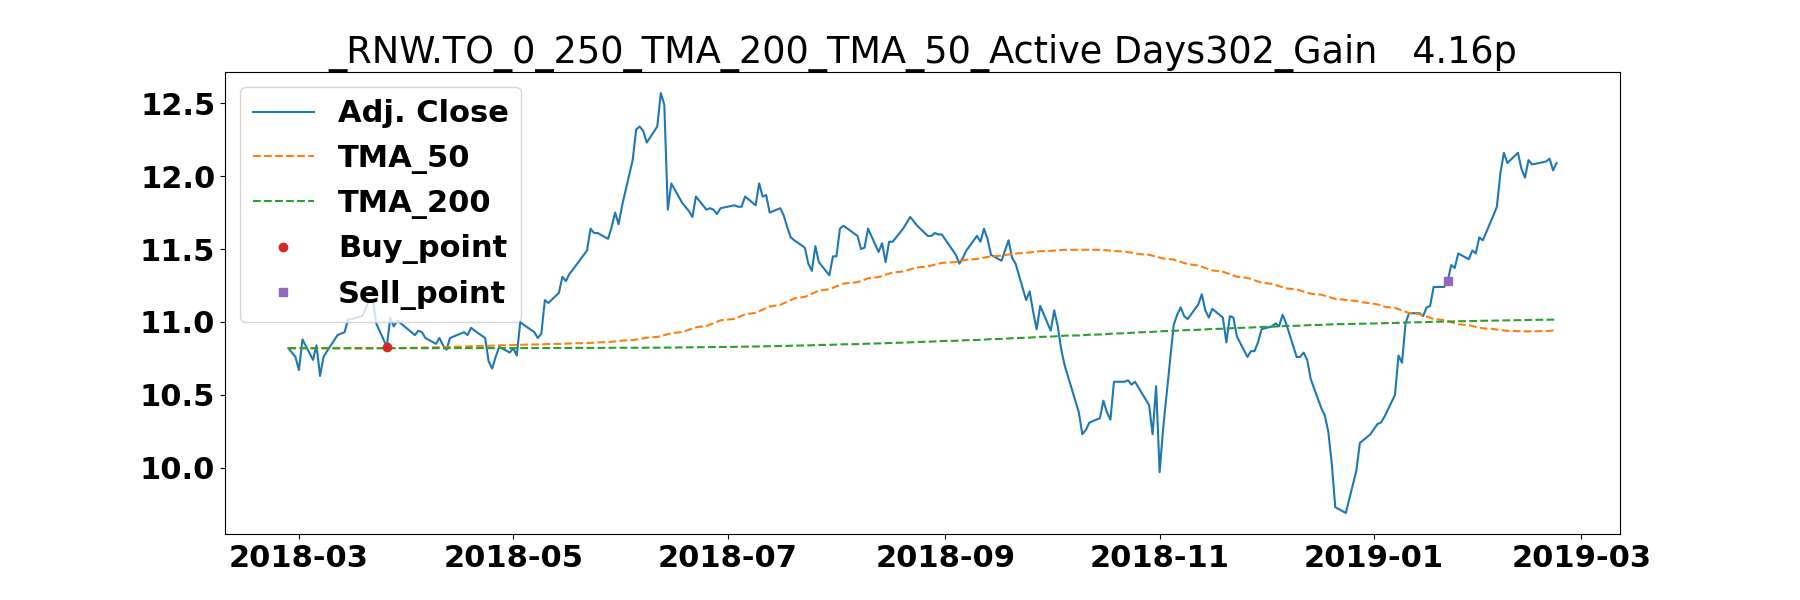 _RNW.TO_0_250_TMA_200_TMA_50_Active Days302_Gain   4.16p
12.5
12.0
11.5
11.0
10.5
10.0
Adj. Close
TMA_50
TMA_200
Buy_point
Sell_point
2018-03 2018-05 2018-07 2018-09 2018-11 2019-01 2019-03